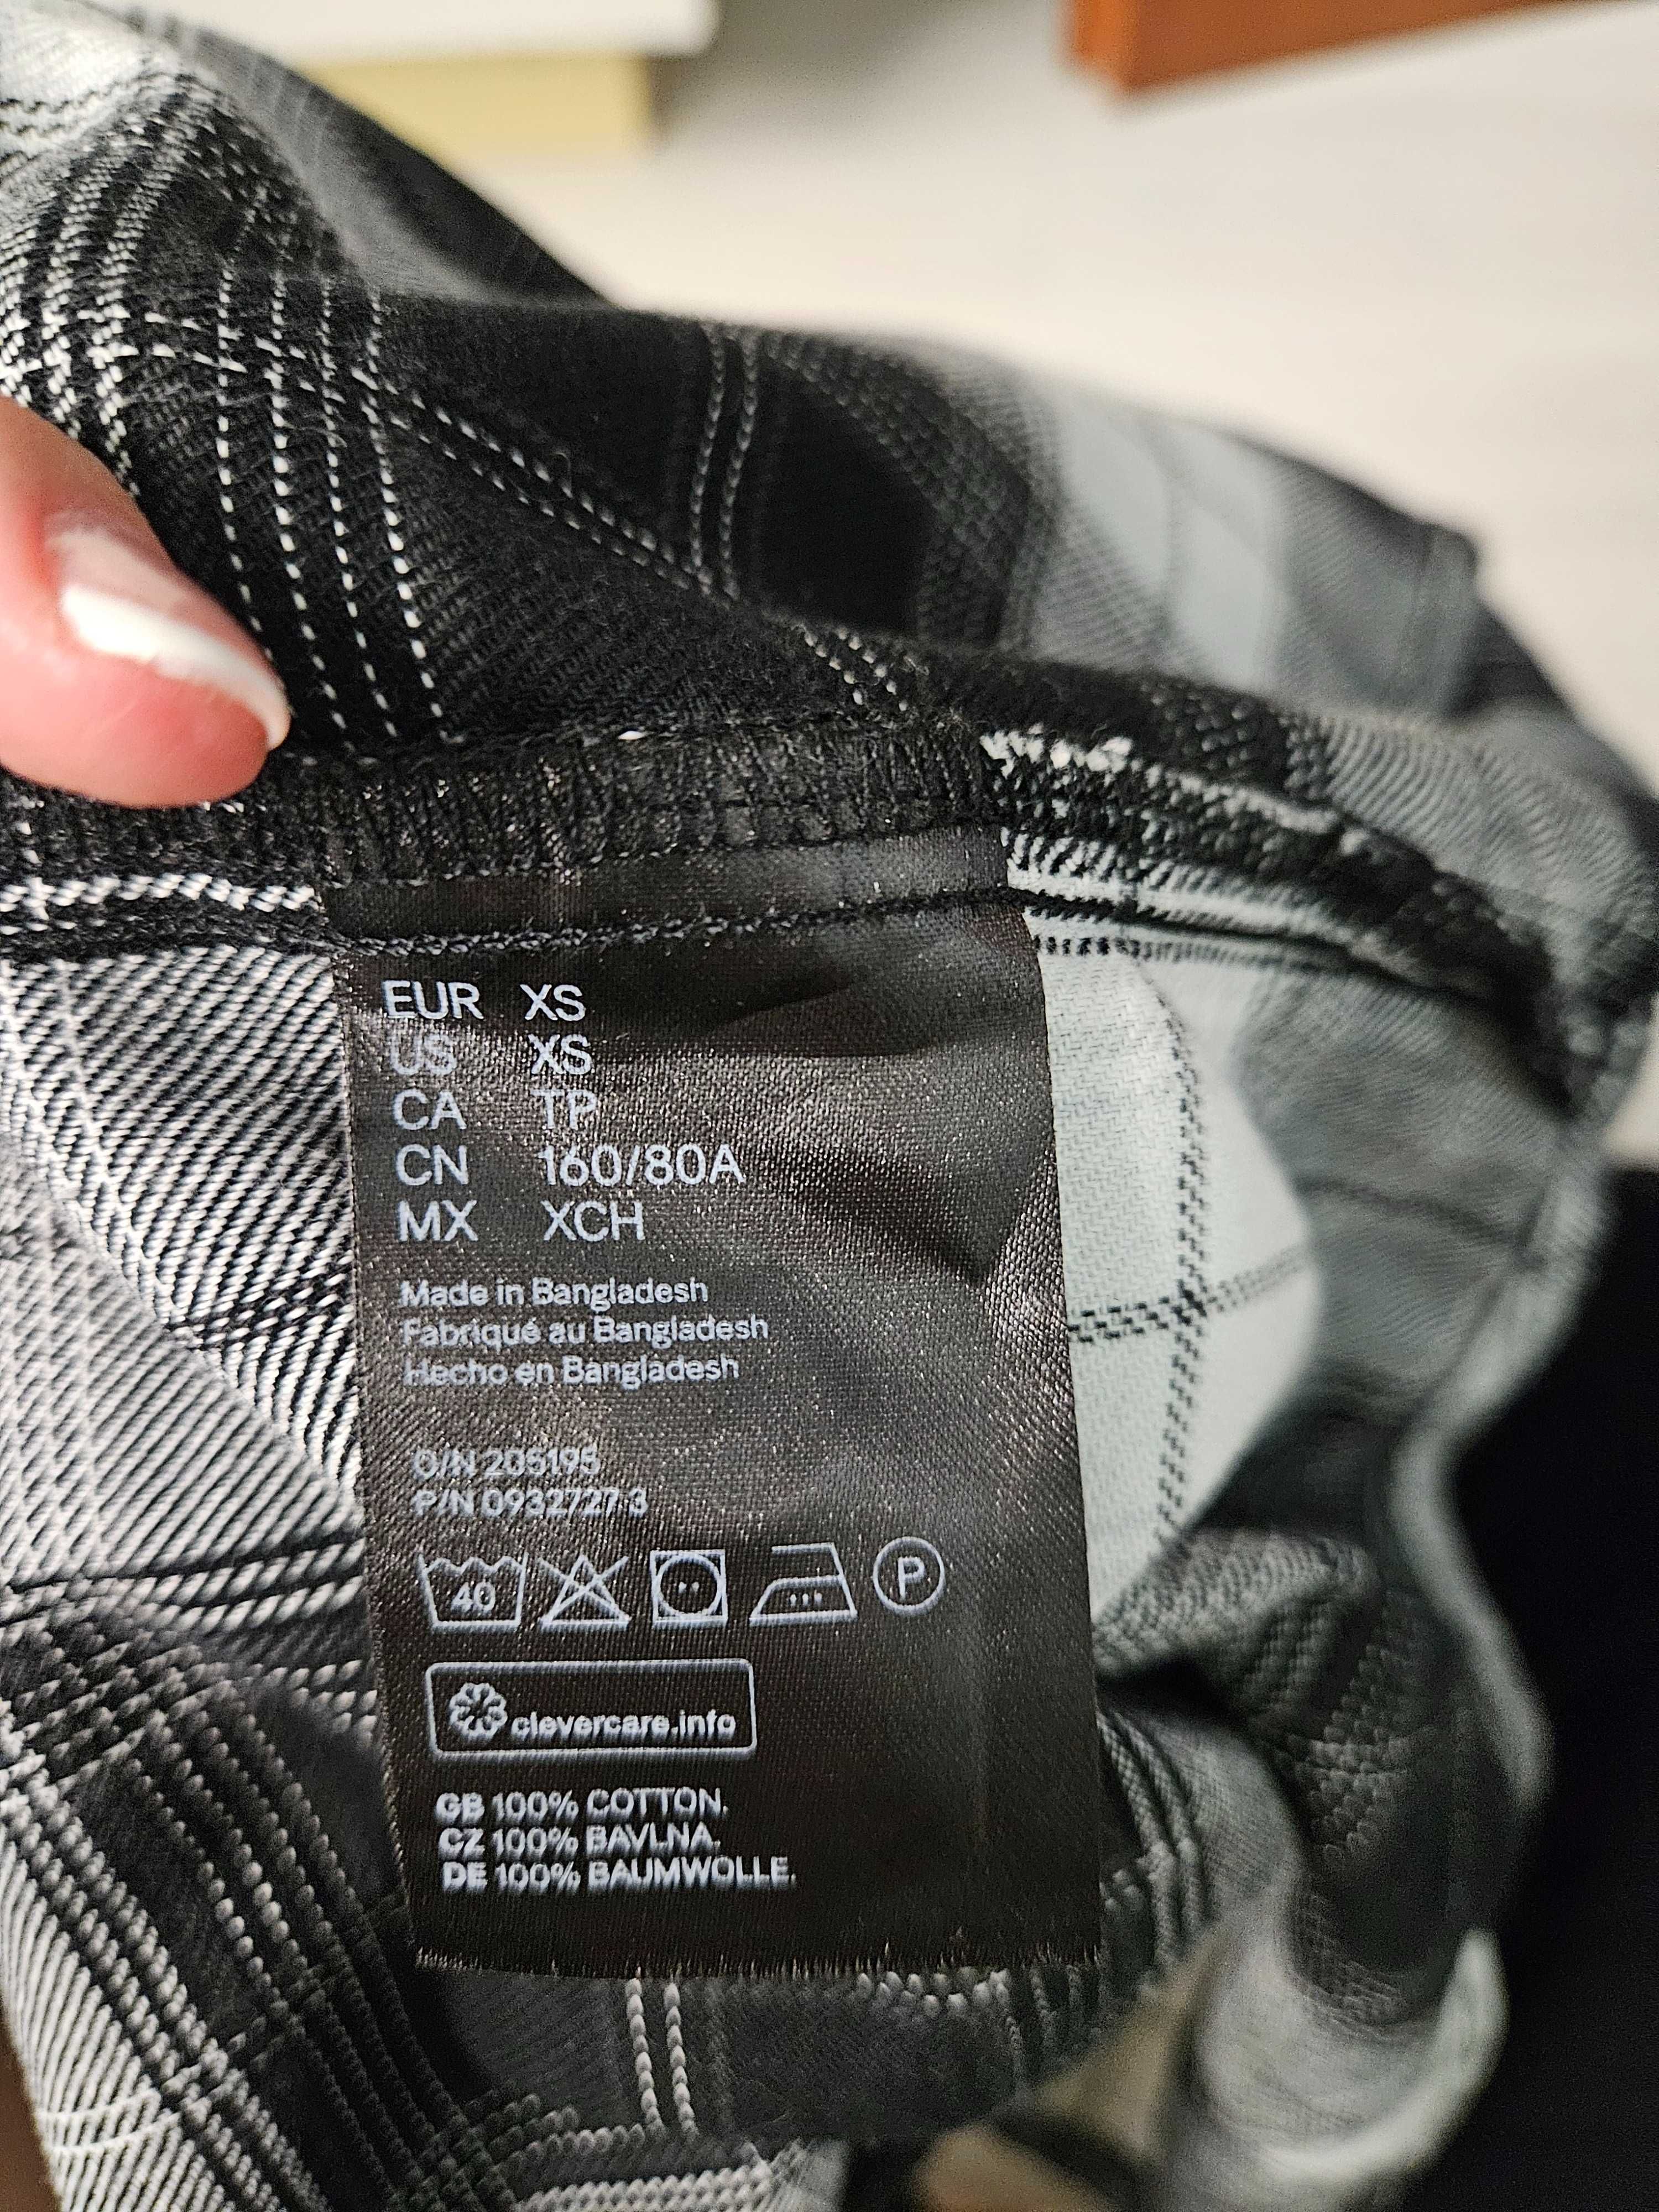 EUR XS
US XS
CA TP
CN 160/80A
MX XCH
Made in Bangladesh
Fabriqué au Bangladesh
Hecho en Bangladesh
O/N 205195
P/N 0932727 3
40
P
clevercare.info
GB 100% COTTON.
CZ 100% BAVLNA.
DE 100% BAUMWOLLE.